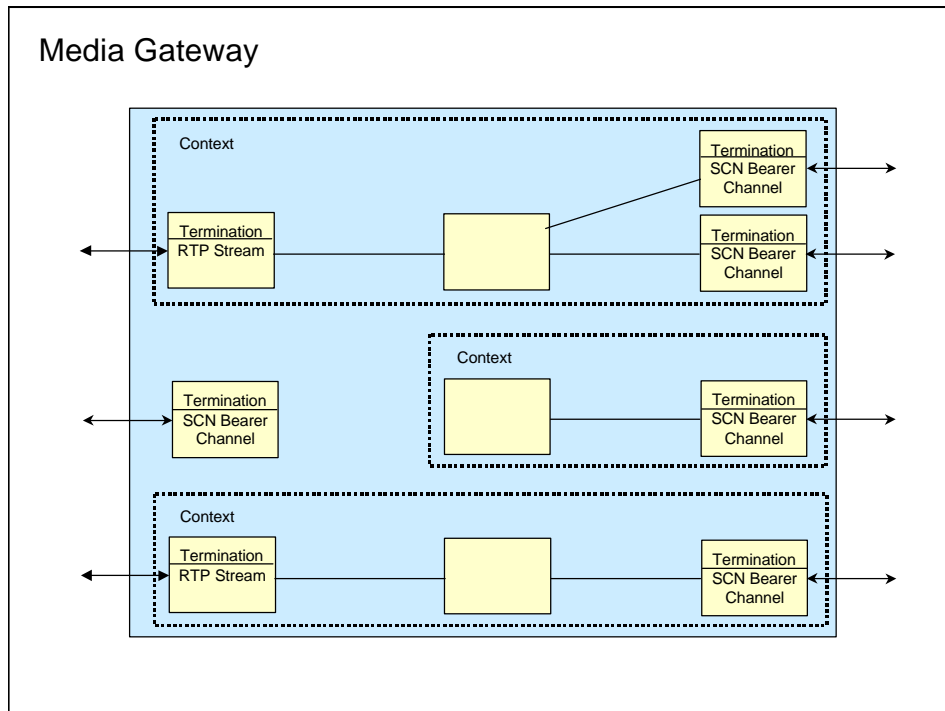 Media Gateway
Context
Termination
SCN Bearer
Channel
Termination
RTP Stream
Termination
SCN Bearer
Channel
Context
Termination
SCN Bearer
Channel
Termination
SCN Bearer
Channel
Context
Termination
RTP Stream
Termination
SCN Bearer
Channel